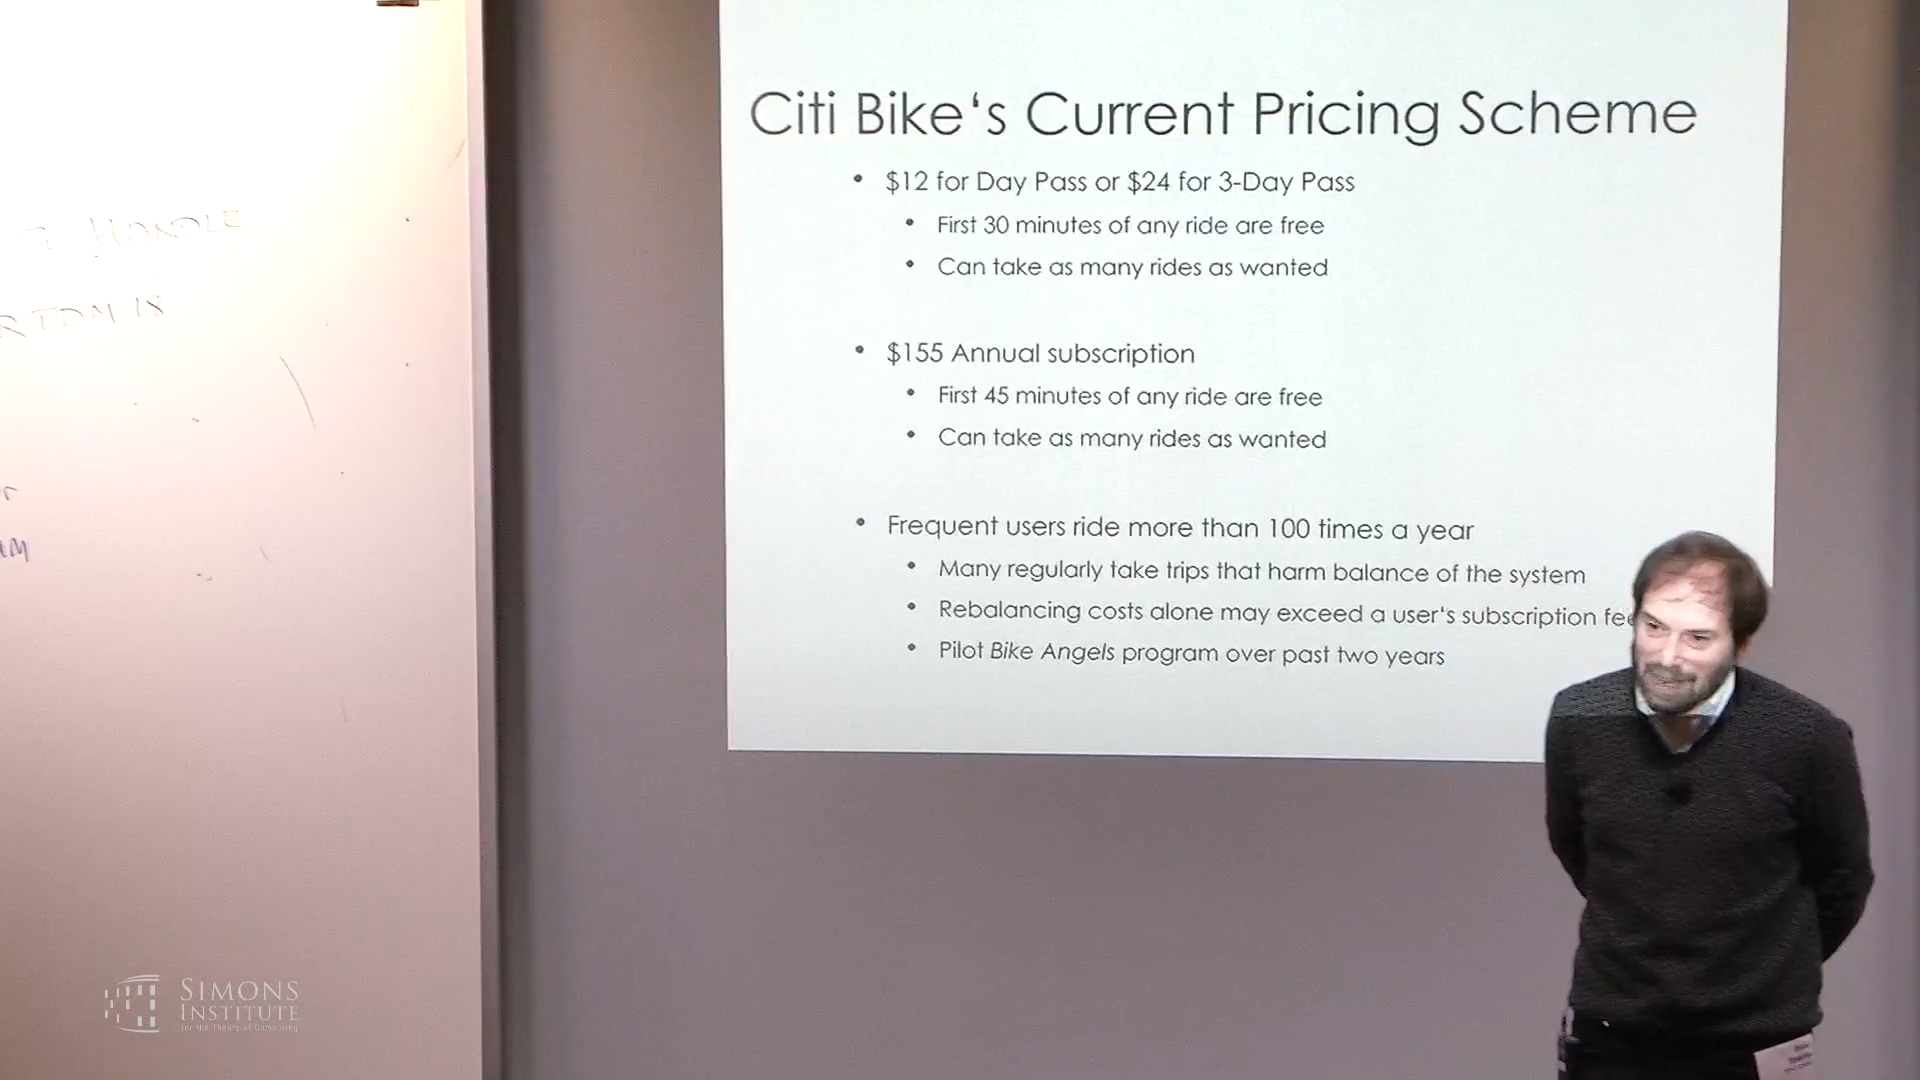 Citi Bike‘s Current Pricing Scheme
• $12 for Day Pass or $24 for 3-Day Pass
• First 30 minutes of any ride are free
• Can take as many rides as wanted
• $155 Annual subscription
• First 45 minutes of any ride are free
• Can take as many rides as wanted
• Frequent users ride more than 100 times a year
• Many regularly take trips that harm balance of the system
• Rebalancing costs alone may exceed a user‘s subscription fee
• Pilot Bike Angels program over past two years
HANDLE
SIMONS
INSTITUTE
for the Theory of Computing